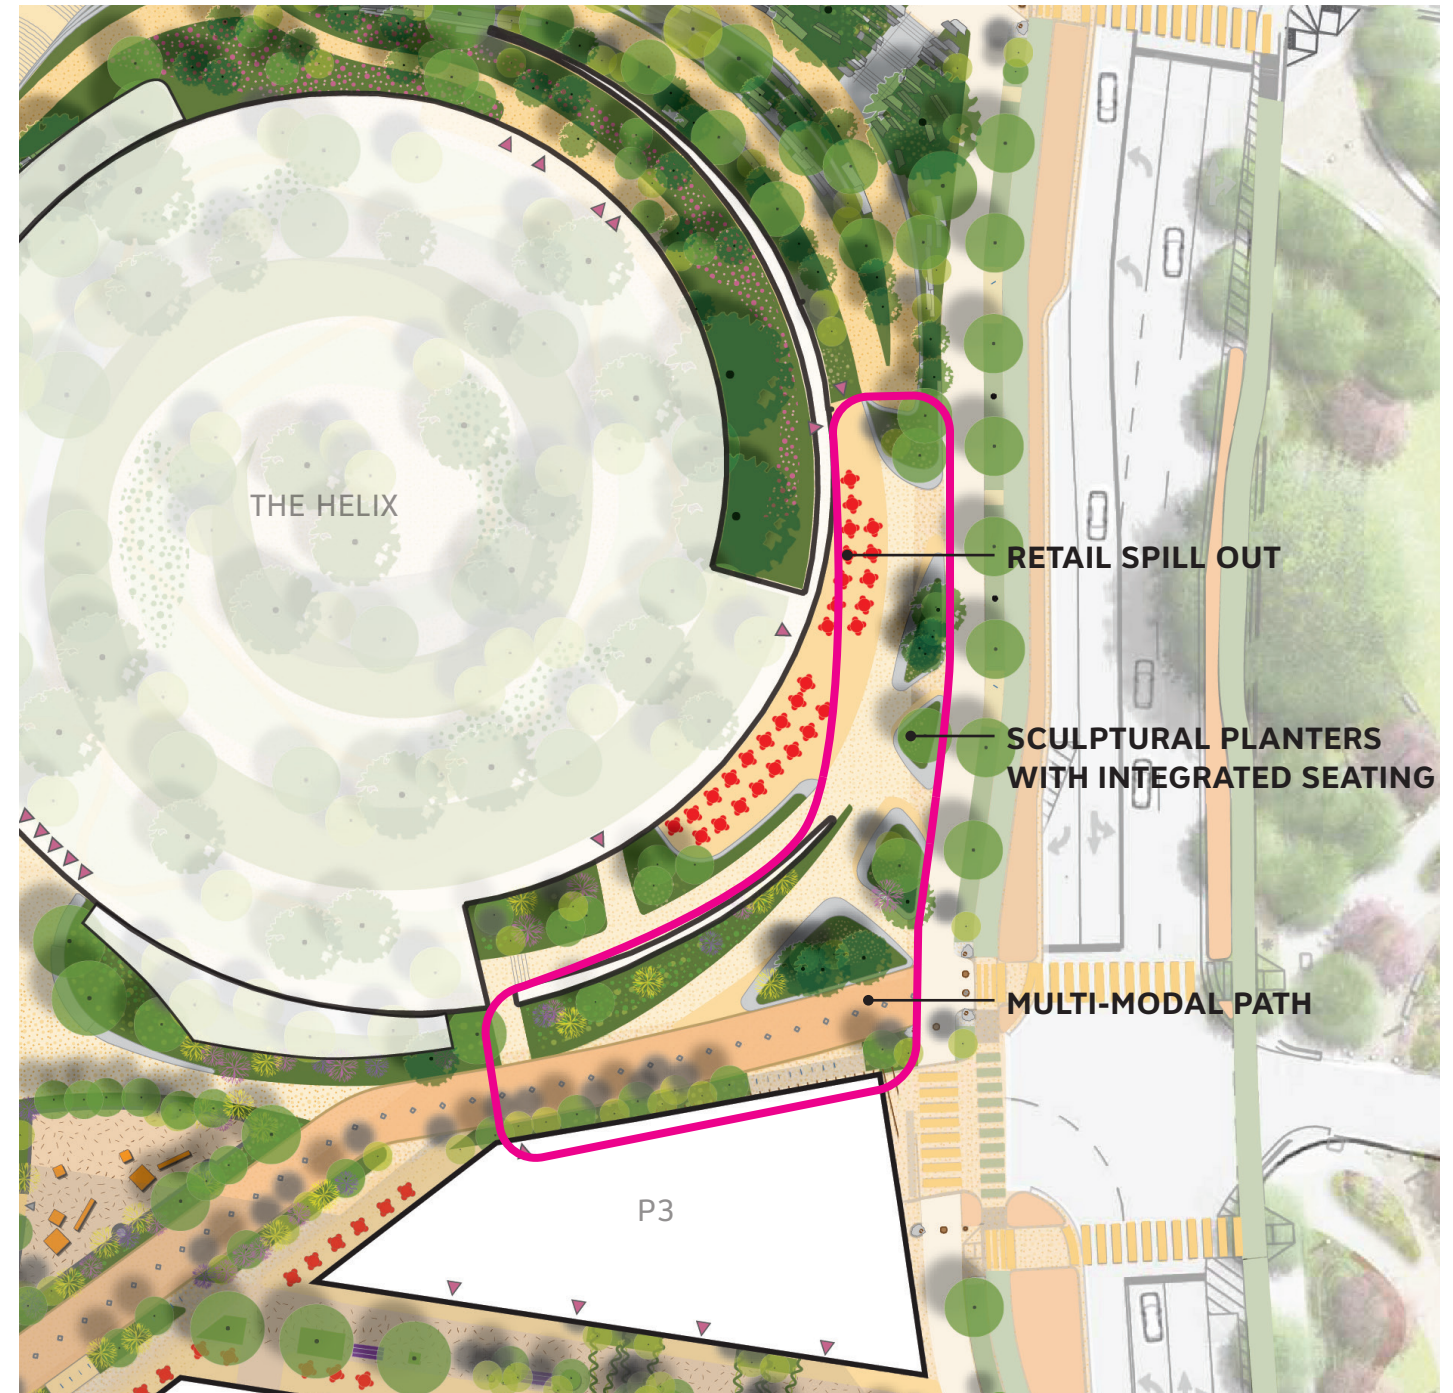 THE HELIX
RETAIL SPILL OUT
SCULPTURAL PLANTERS
WITH INTEGRATED SEATING
MULTI-MODAL PATH
P3